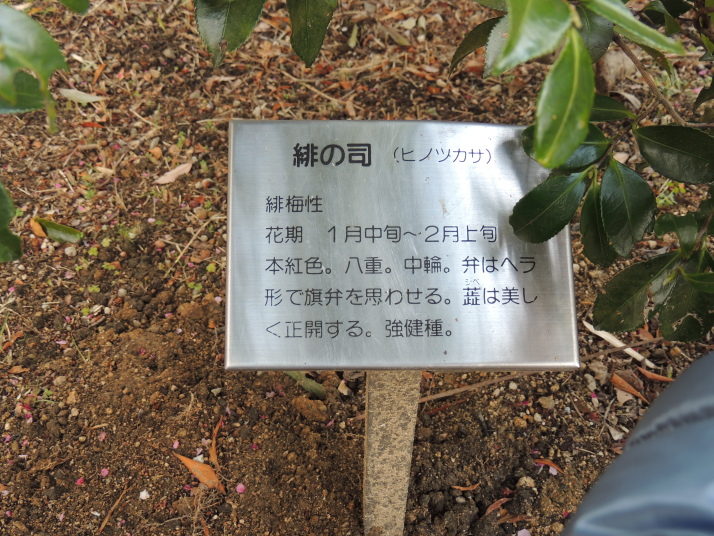 緋の司 (ヒノツカサ)
緋梅性
花期 1月中旬～2月上旬
本紅色。八重。中輪。弁はヘラ
形で旗弁を思わせる。蕋は美し
く正開する。強健種。